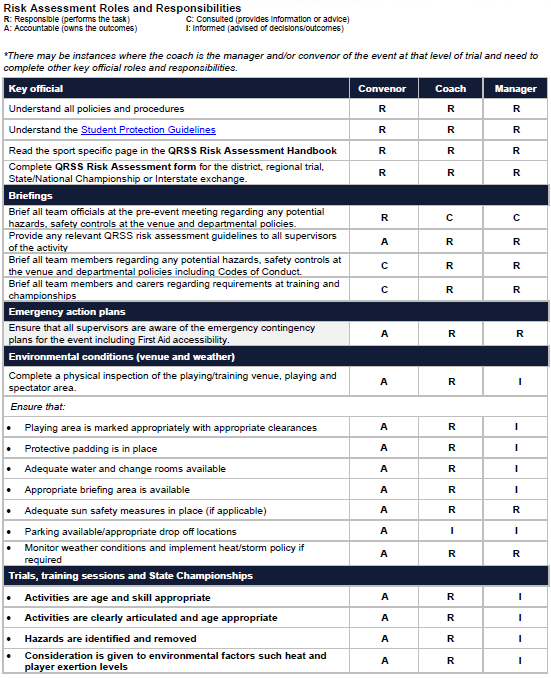 Risk Assessment Roles and Responsibilities
R: Responsible (performs the task) C: Consulted (provides information or advice)
A: Accountable (owns the outcomes) I: Informed (advised of decisions/outcomes)
*There may be instances where the coach is the manager and/or convenor of the event at that level of trial and need to
complete other key official roles and responsibilities.
Key official Convenor Coach Manager
Understand all policies and procedures R R R
Understand the Student Protection Guidelines R R R
Read the sport specific page in the QRSS Risk Assessment Handbook R R R
Complete QRSS Risk Assessment form for the district, regional trial,
State/National Championship or Interstate exchange. R R R
Briefings
Brief all team officials at the pre-event meeting regarding any potential
hazards, safety controls at the venue and departmental policies. R C C
Provide any relevant QRSS risk assessment guidelines to all supervisors
of the activity A R R
Brief all team members regarding any potential hazards, safety controls at
the venue and departmental policies including Codes of Conduct. C R R
Brief all team members and carers regarding requirements at training and
championships C R R
Emergency action plans
Ensure that all supervisors are aware of the emergency contingency
plans for the event including First Aid accessibility. A R R
Environmental conditions (venue and weather)
Complete a physical inspection of the playing/training venue, playing and
spectator area. A R I
Ensure that:
• Playing area is marked appropriately with appropriate clearances A R I
• Protective padding is in place A R I
• Adequate water and change rooms available A R I
• Appropriate briefing area is available A R I
• Adequate sun safety measures in place (if applicable) A R R
• Parking available/appropriate drop off locations A I I
• Monitor weather conditions and implement heat/storm policy if
required A R R
Trials, training sessions and State Championships
• Activities are age and skill appropriate A R I
• Activities are clearly articulated and age appropriate A R I
• Hazards are identified and removed A R I
• Consideration is given to environmental factors such heat and
player exertion levels A R I